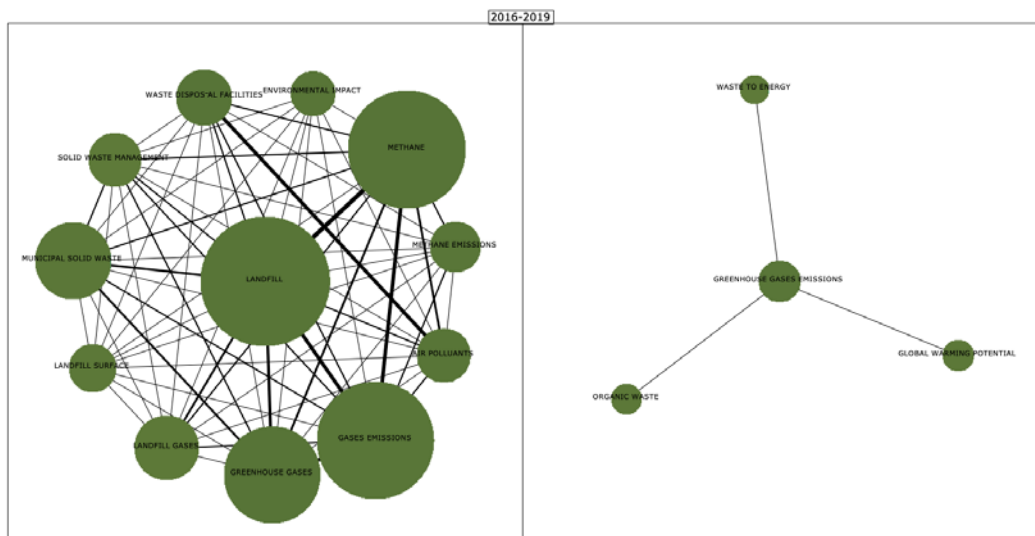 2016-2019
WASTE DISPOSAL FACILITIES
ENVIRONMENTAL IMPACT
METHANE
SOLID WASTE MANAGEMENT
METHANE EMISSIONS
MUNICIPAL SOLID WASTE
LANDFILL
AIR POLLUANTS
LANDFILL SURFACE
LANDFILL GASES
GASES EMISSIONS
GREENHOUSE GASES
WASTE TO ENERGY
GREENHOUSE GASES EMISSIONS
GLOBAL WARMING POTENTIAL
ORGANIC WASTE